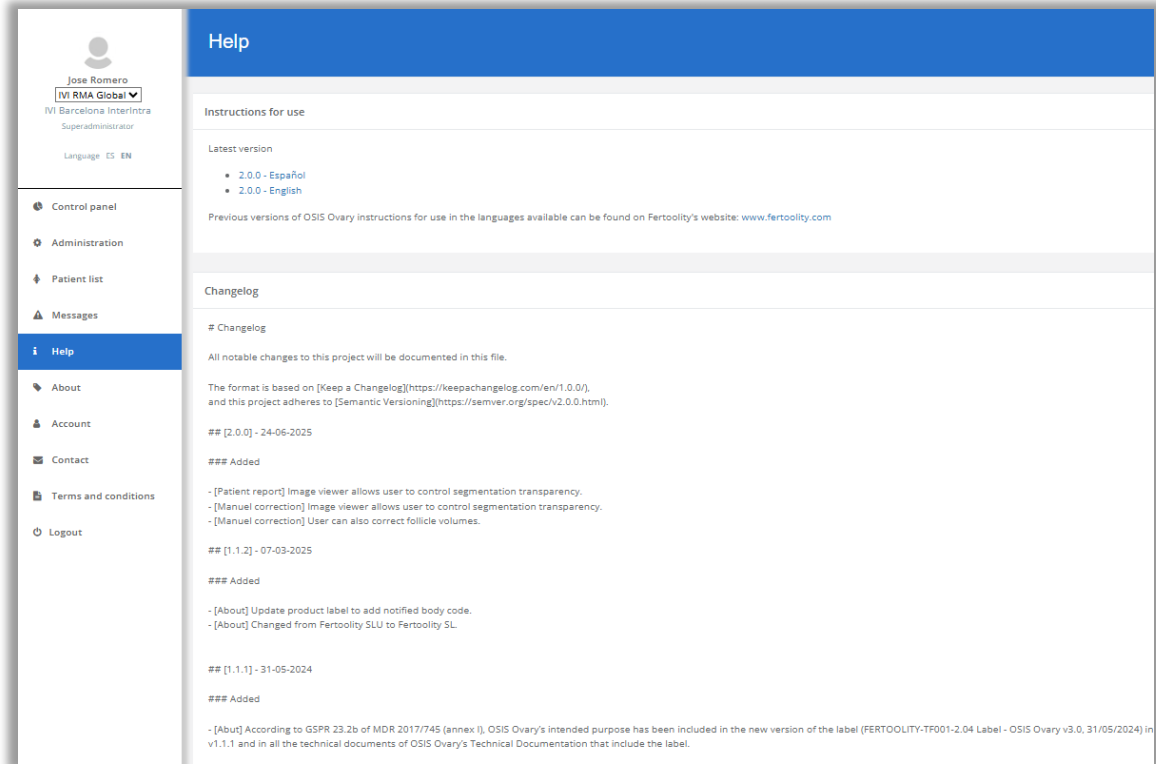 Jose Romero
IVI RMA Global
IVI Barcelona InterIntra
Superadministrator
Language ES EN
Control panel
Administration
Patient list
Messages
Help
About
Account
Contact
Terms and conditions
Logout
Help
Instructions for use
Latest version
2.0.0 - Español
2.0.0 - English
Previous versions of OSIS Ovary instructions for use in the languages available can be found on Fertoolity's website: www.fertoolity.com
Changelog
# Changelog
All notable changes to this project will be documented in this file.
The format is based on [Keep a Changelog](https://keepachangelog.com/en/1.0.0/),
and this project adheres to [Semantic Versioning](https://semver.org/spec/v2.0.0.html).
## [2.0.0] - 24-06-2025
### Added
- [Patient report] Image viewer allows user to control segmentation transparency.
- [Manuel correction] Image viewer allows user to control segmentation transparency.
- [Manuel correction] User can also correct follicle volumes.
## [1.1.2] - 07-03-2025
### Added
- [About] Update product label to add notified body code.
- [About] Changed from Fertoolity SLU to Fertoolity SL.
## [1.1.1] - 31-05-2024
### Added
- [Abut] According to GSPR 23.2b of MDR 2017/745 (annex I), OSIS Ovary's intended purpose has been included in the new version of the label (FERTOOLITY-TF001-2.04 Label - OSIS Ovary v3.0, 31/05/2024) in
v1.1.1 and in all the technical documents of OSIS Ovary's Technical Documentation that include the label.